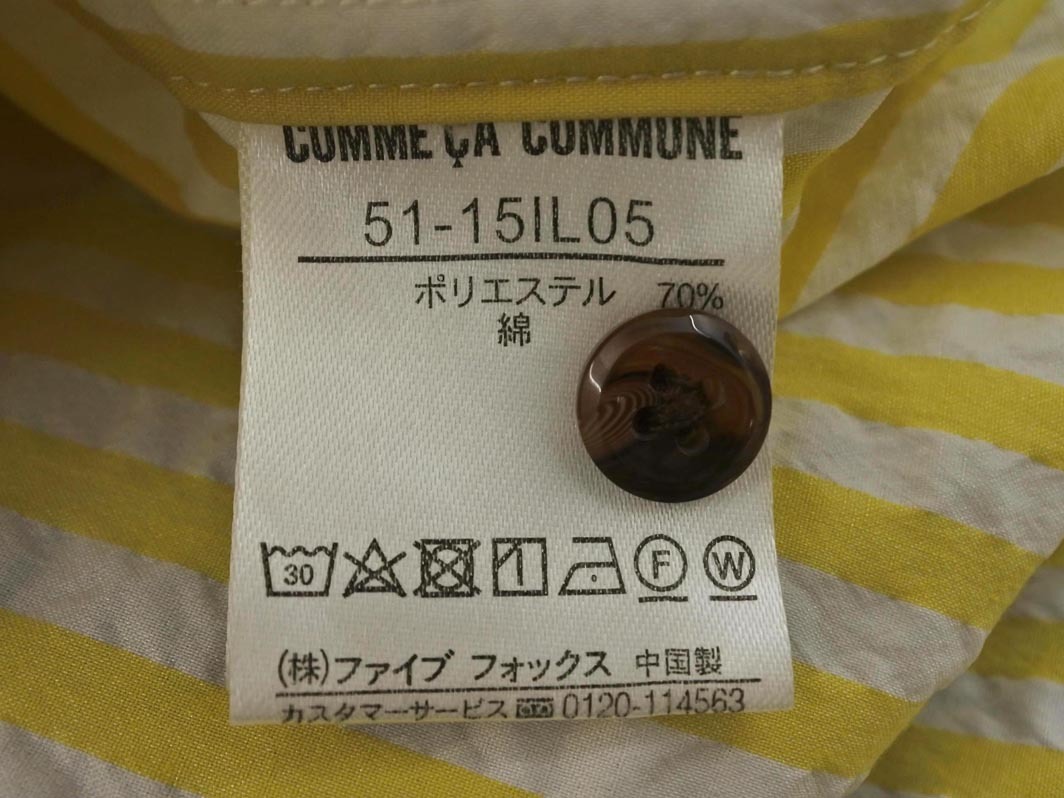 COMME ÇA COMMUNE
51-15IL05
ポリエステル 70%
綿
30
F W
(株)ファイブ フォックス 中国製
カスタマーサービス 0120-114563